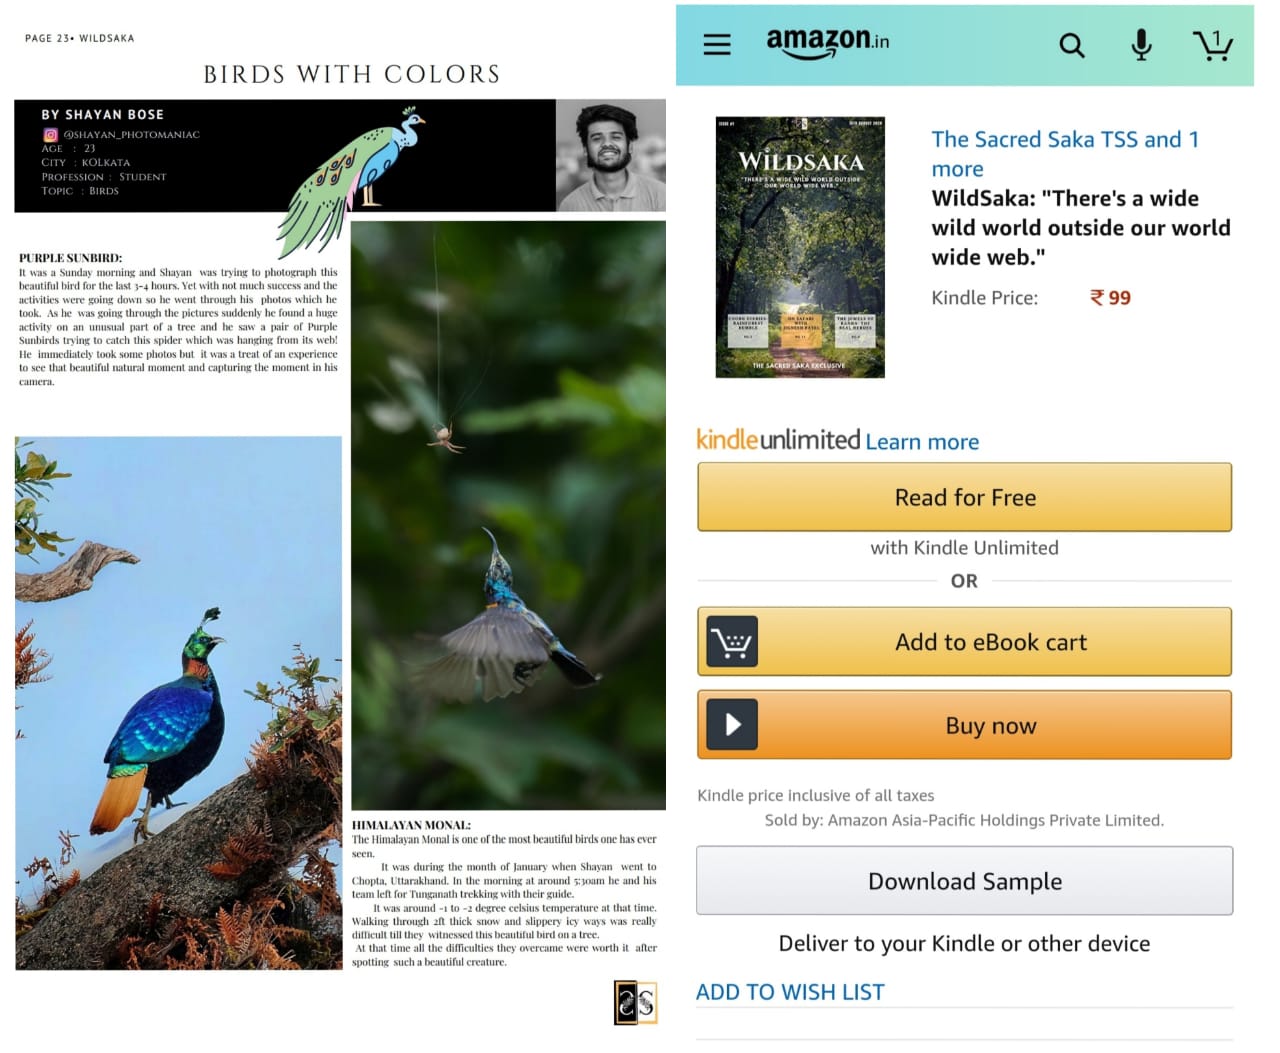 PAGE 23• WILDSAKA
BIRDS WITH COLORS
BY SHAYAN BOSE
@SHAYAN_PHOTOMANIAC
AGE : 23
CITY : KOLKATA
PROFESSION : STUDENT
TOPIC : BIRDS
PURPLE SUNBIRD:
It was a Sunday morning and Shayan was trying to photograph this
beautiful bird for the last 3-4 hours. Yet with not much success and the
activities were going down so he went through his photos which he
took. As he was going through the pictures suddenly he found a huge
activity on an unusual part of a tree and he saw a pair of Purple
Sunbirds trying to catch this spider which was hanging from its web!
He immediately took some photos but it was a treat of an experience
to see that beautiful natural moment and capturing the moment in his
camera.
HIMALAYAN MONAL:
The Himalayan Monal is one of the most beautiful birds one has ever
seen.
It was during the month of January when Shayan went to
Chopta, Uttarakhand. In the morning at around 5:30am he and his
team left for Tunganath trekking with their guide.
It was around -1 to -2 degree celsius temperature at that time.
Walking through 2ft thick snow and slippery icy ways was really
difficult till they witnessed this beautiful bird on a tree.
At that time all the difficulties they overcame were worth it after
spotting such a beautiful creature.
amazon.in
1
ISSUE #1
WILDSAKA
"THERE'S A WIDE WILD WORLD OUTSIDE
OUR WORLD WIDE WEB."
THE SACRED SAKA EXCLUSIVE
The Sacred Saka TSS and 1
more
WildSaka: "There's a wide
wild world outside our world
wide web."
Kindle Price: ₹ 99
kindleunlimited Learn more
Read for Free
with Kindle Unlimited
OR
Add to eBook cart
Buy now
Kindle price inclusive of all taxes
Sold by: Amazon Asia-Pacific Holdings Private Limited.
Download Sample
Deliver to your Kindle or other device
ADD TO WISH LIST